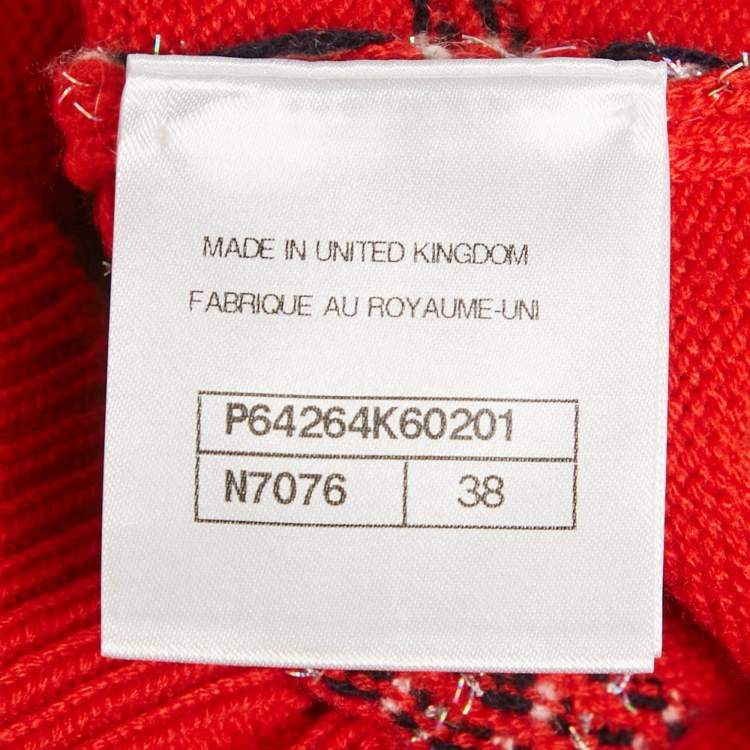 MADE IN UNITED KINGDOM
FABRIQUE AU ROYAUME-UNI
P64264K60201
N7076 38